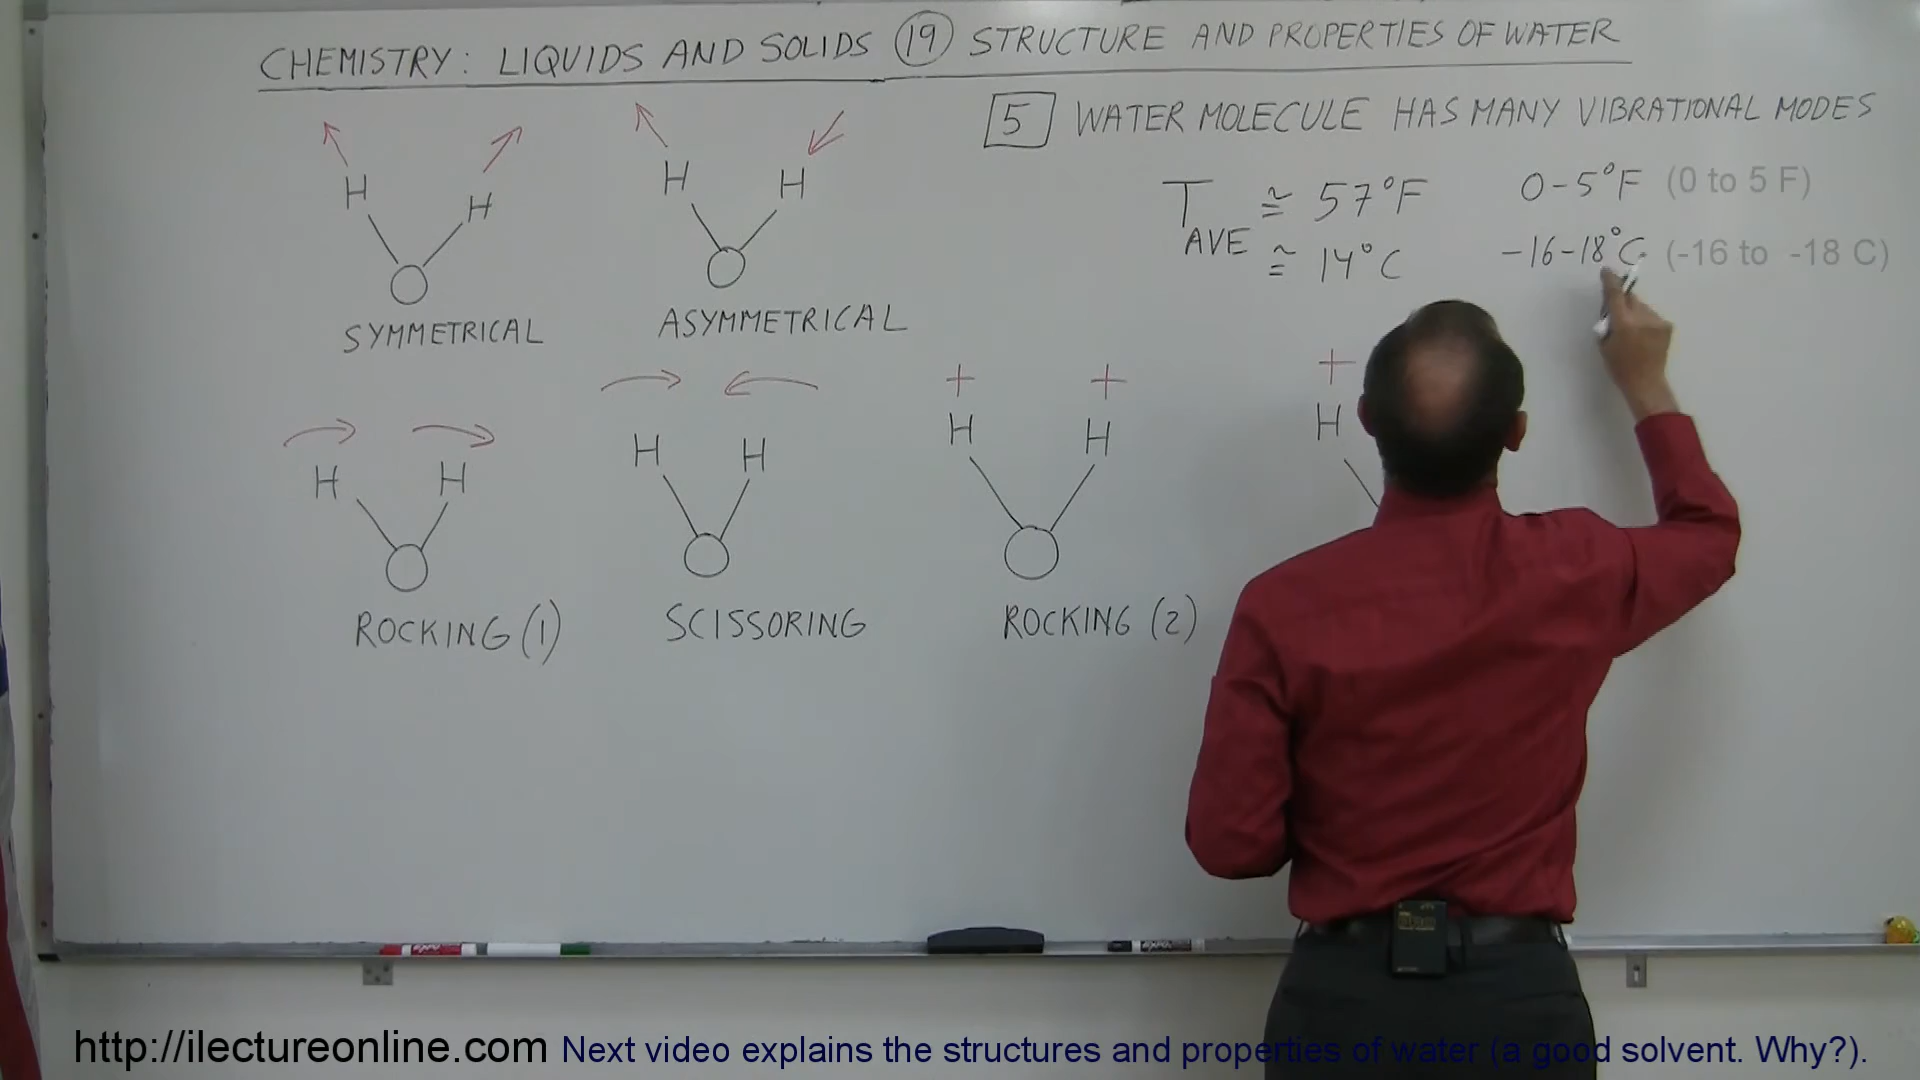 CHEMISTRY: LIQUIDS AND SOLIDS 19 STRUCTURE AND PROPERTIES OF WATER
5 WATER MOLECULE HAS MANY VIBRATIONAL MODES
T AVE ≅ 57°F
≅ 14°C
0-5°F (0 to 5 F)
-16-18°C (-16 to -18 C)
H H
SYMMETRICAL
H H
ASYMMETRICAL
H H
ROCKING (1)
H H
SCISSORING
+ +
H H
ROCKING (2)
+
H
http://ilectureonline.com Next video explains the structures and properties of water (a good solvent. Why?).